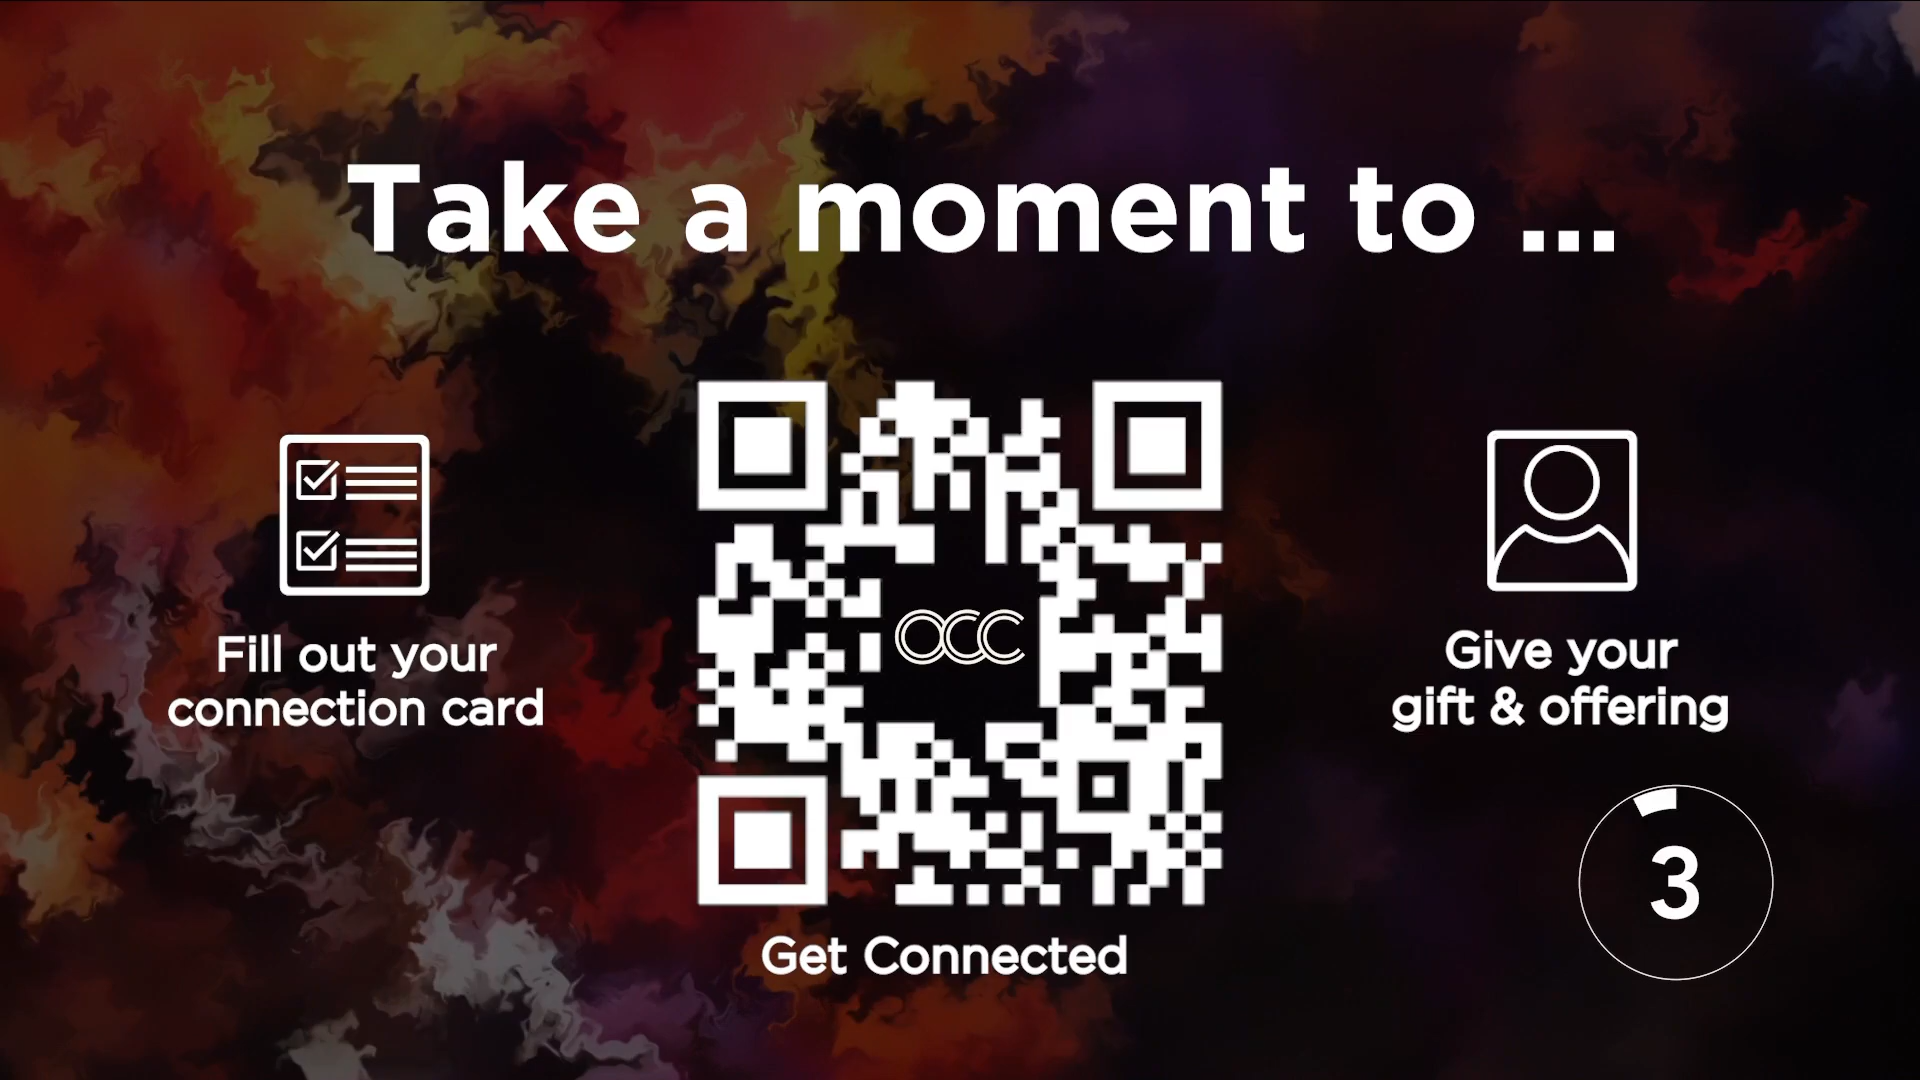 Take a moment to ...
Fill out your
connection card
OCC
Give your
gift & offering
3
Get Connected